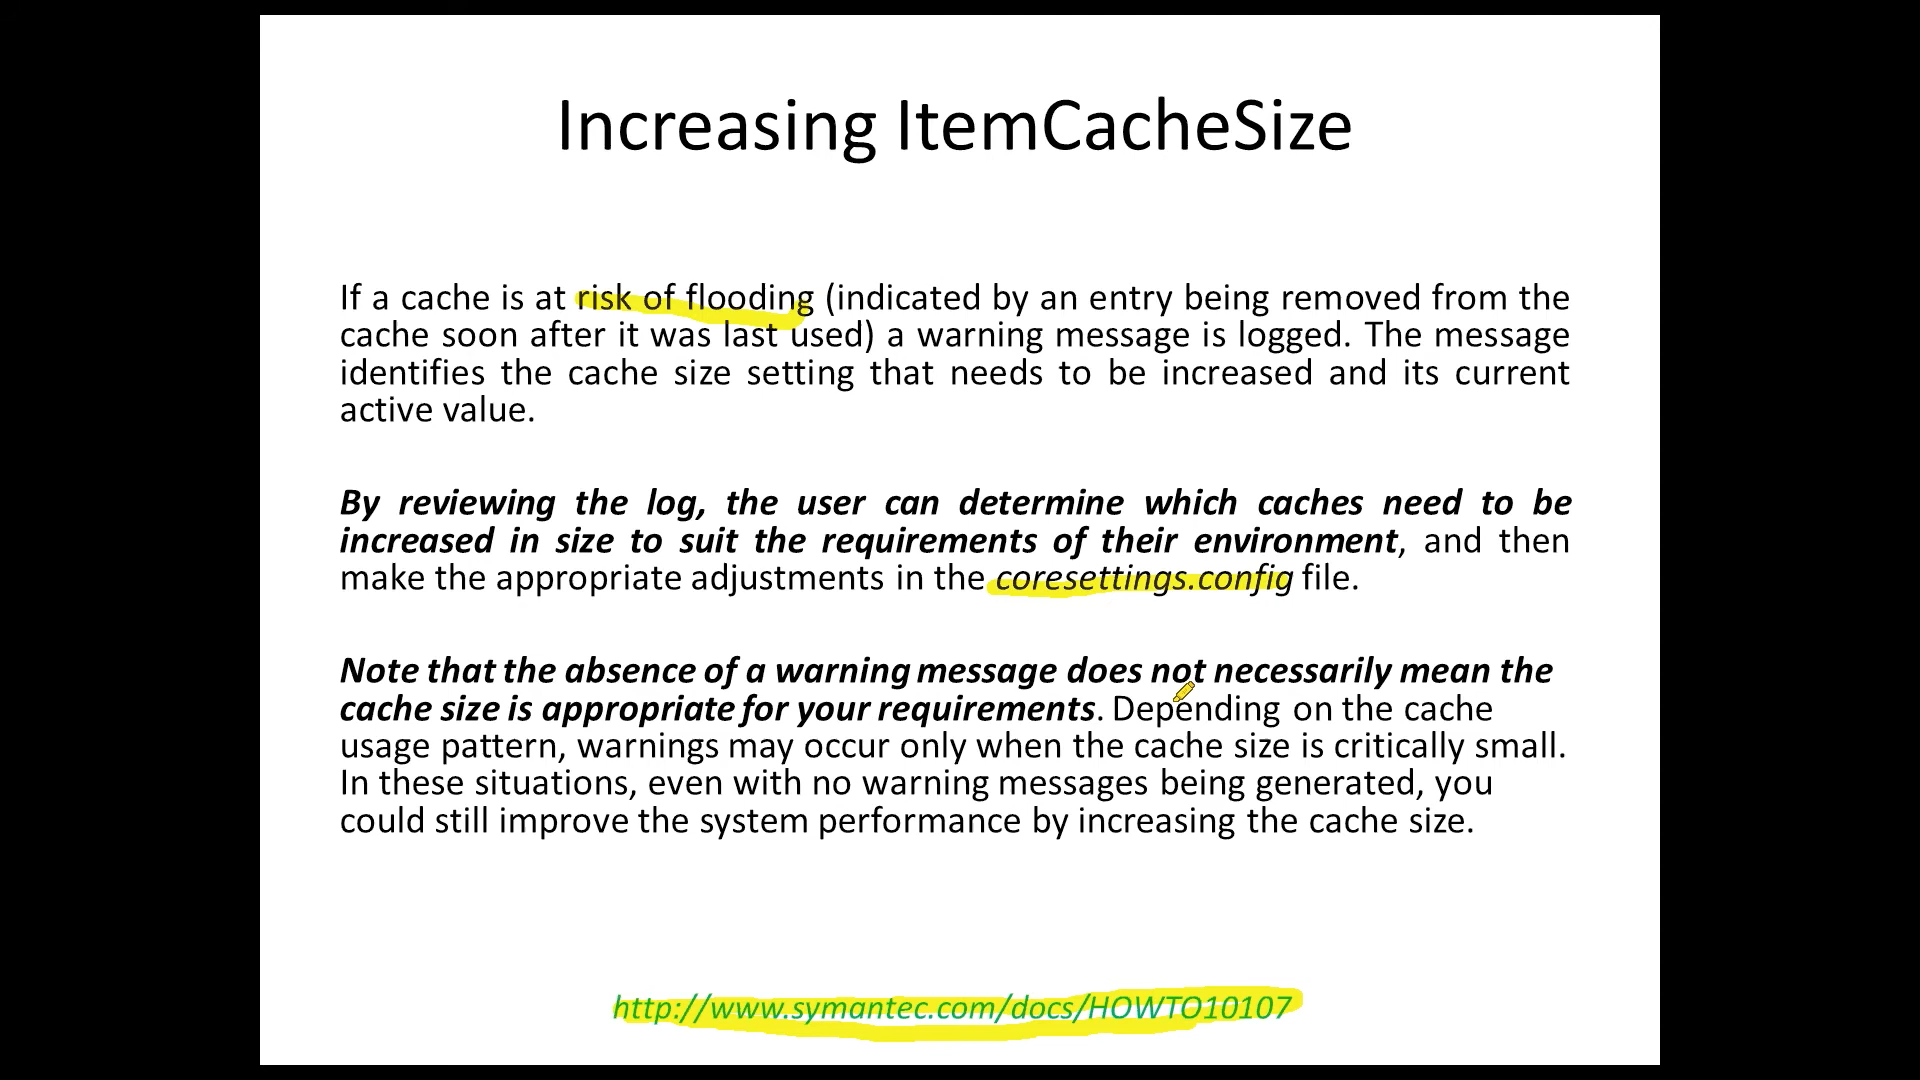 Increasing ItemCacheSize
If a cache is at risk of flooding (indicated by an entry being removed from the
cache soon after it was last used) a warning message is logged. The message
identifies the cache size setting that needs to be increased and its current
active value.
By reviewing the log, the user can determine which caches need to be
increased in size to suit the requirements of their environment, and then
make the appropriate adjustments in the coresettings.config file.
Note that the absence of a warning message does not necessarily mean the
cache size is appropriate for your requirements. Depending on the cache
usage pattern, warnings may occur only when the cache size is critically small.
In these situations, even with no warning messages being generated, you
could still improve the system performance by increasing the cache size.
http://www.symantec.com/docs/HOWTO10107